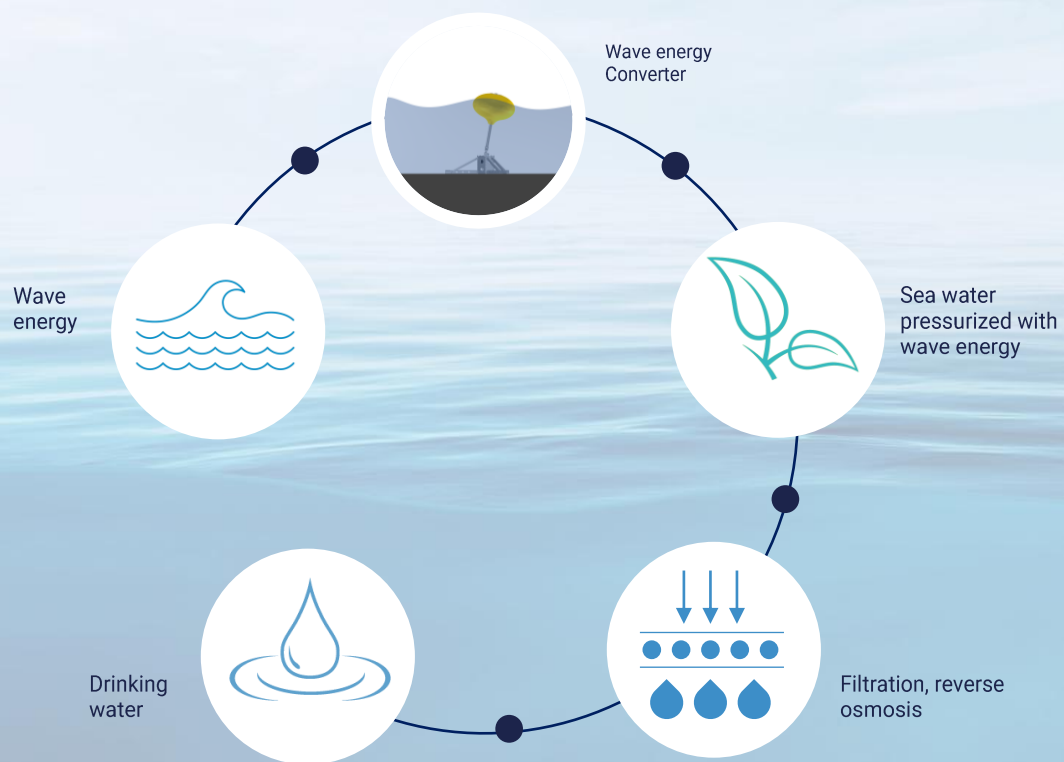 Wave energy
Converter
Wave
energy
Sea water
pressurized with
wave energy
Drinking
water
Filtration, reverse
osmosis